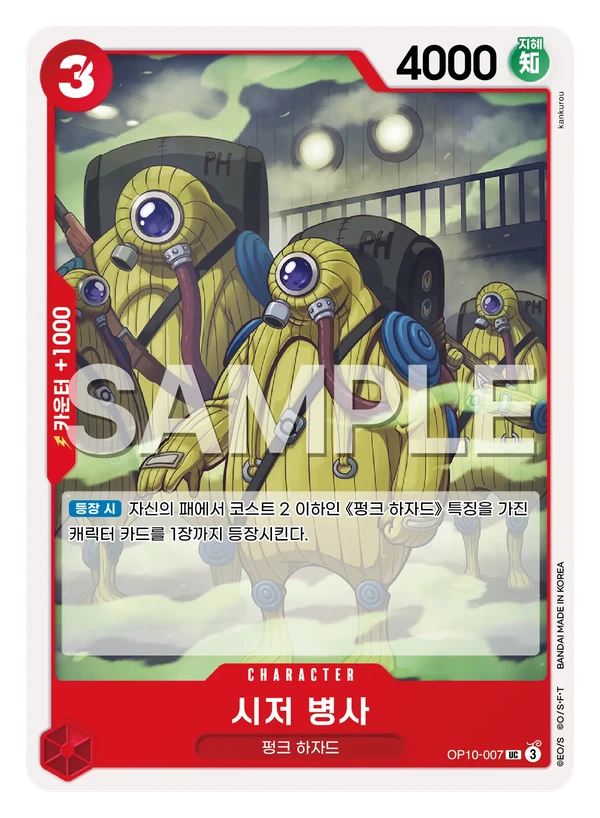 3
4000
지혜
知
kankurou
PH
PH
PH
카운터 +1000
SAMPLE
등장 시 자신의 패에서 코스트 2 이하인 《펑크 하자드》 특징을 가진
캐릭터 카드를 1장까지 등장시킨다.
CHARACTER
시저 병사
펑크 하자드
OP10-007 UC 3
©EO/S ©O/S·F·T BANDAI MADE IN KOREA